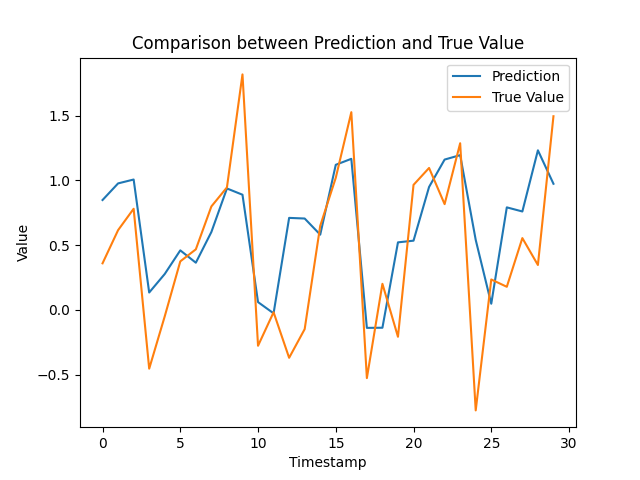 Comparison between Prediction and True Value
Prediction
True Value
1.5
1.0
0.5
0.0
−0.5
Value
0 5 10 15 20 25 30
Timestamp